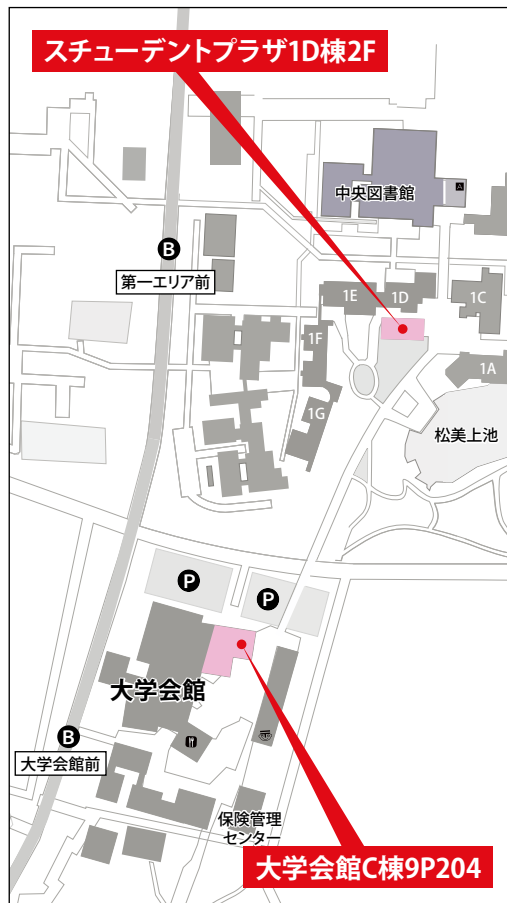 スチューデントプラザ1D棟2F
中央図書館
A
B
第一エリア前
1E
1D
1C
1F
1A
1G
松美上池
P
P
大学会館
B
大学会館前
保険管理
センター
大学会館C棟9P204